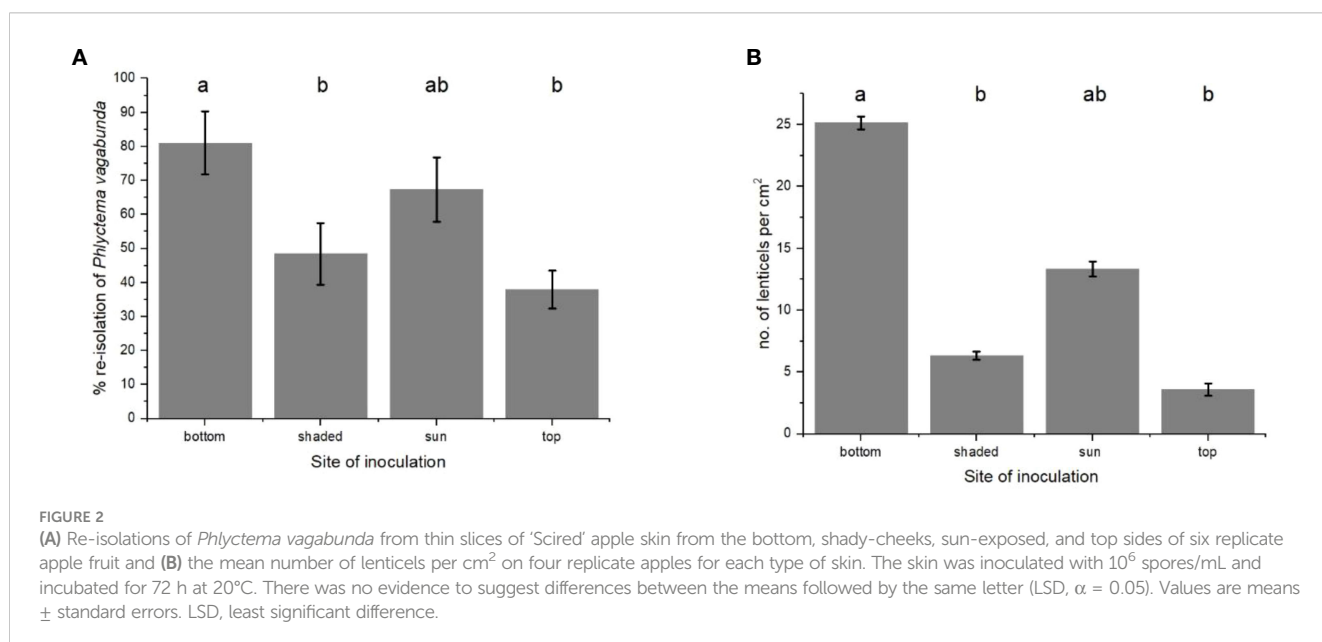 A
a b ab b
100
90
80
70
60
50
40
30
20
10
0
% re-isolation of Phlyctema vagabunda
bottom shaded sun top
Site of inoculation
B
a b ab b
25
20
15
10
5
0
no. of lenticels per cm²
bottom shaded sun top
Site of inoculation
FIGURE 2
(A) Re-isolations of Phlyctema vagabunda from thin slices of ‘Scired’ apple skin from the bottom, shady-cheeks, sun-exposed, and top sides of six replicate
apple fruit and (B) the mean number of lenticels per cm² on four replicate apples for each type of skin. The skin was inoculated with 10⁶ spores/mL and
incubated for 72 h at 20°C. There was no evidence to suggest differences between the means followed by the same letter (LSD, α = 0.05). Values are means
± standard errors. LSD, least significant difference.